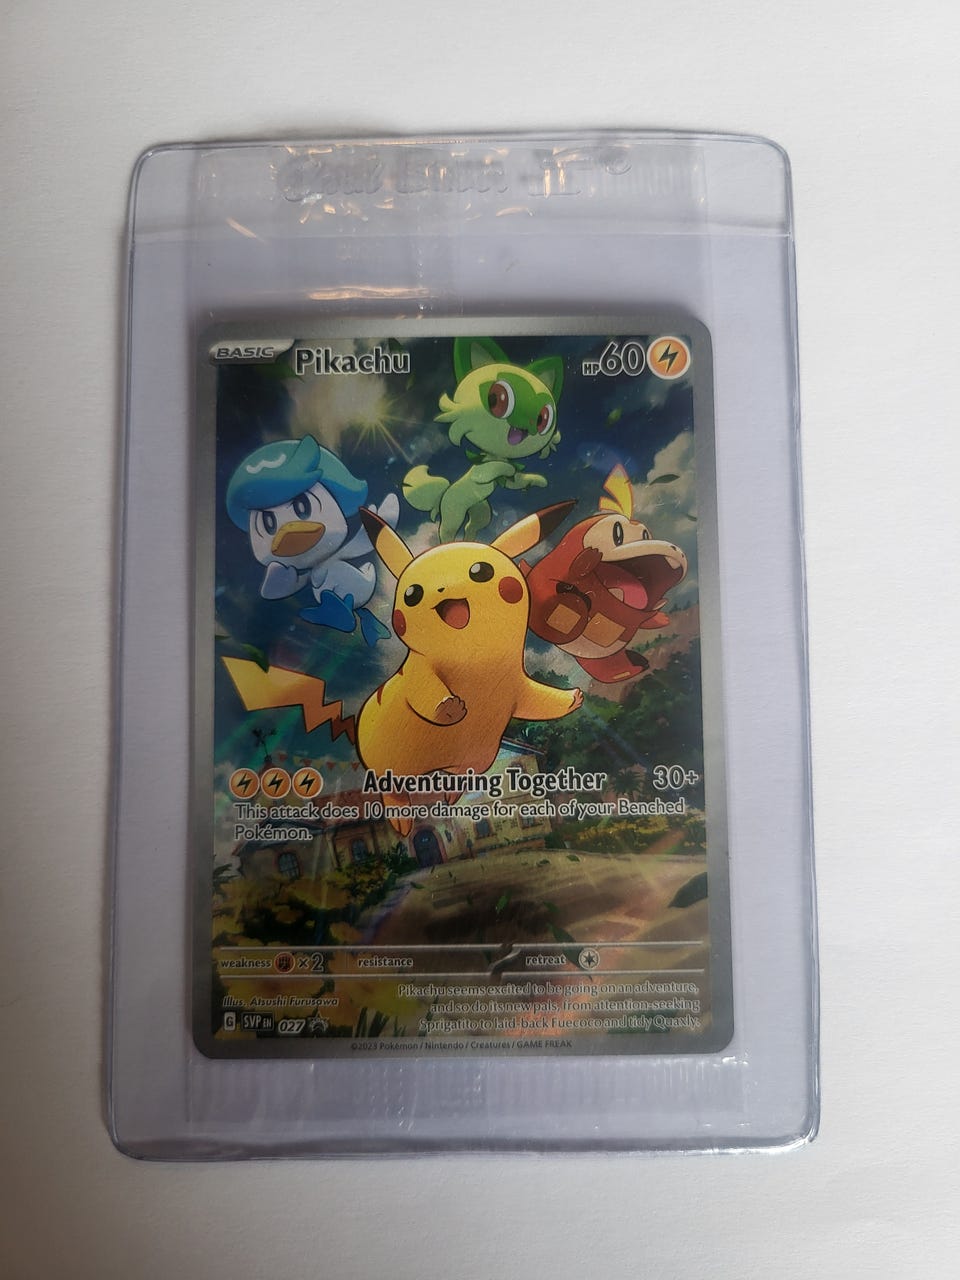 BASIC
Pikachu
HP 60
Adventuring Together 30+
This attack does 10 more damage for each of your Benched
Pokémon.
weakness ×2 resistance retreat
Pikachu seems excited to be going on an adventure,
and so do its new pals, from attention-seeking
Sprigatito to laid-back Fuecoco and tidy Quaxly.
Illus. Atsushi Furusawa
G SVP EN 027
©2023 Pokémon / Nintendo / Creatures / GAME FREAK